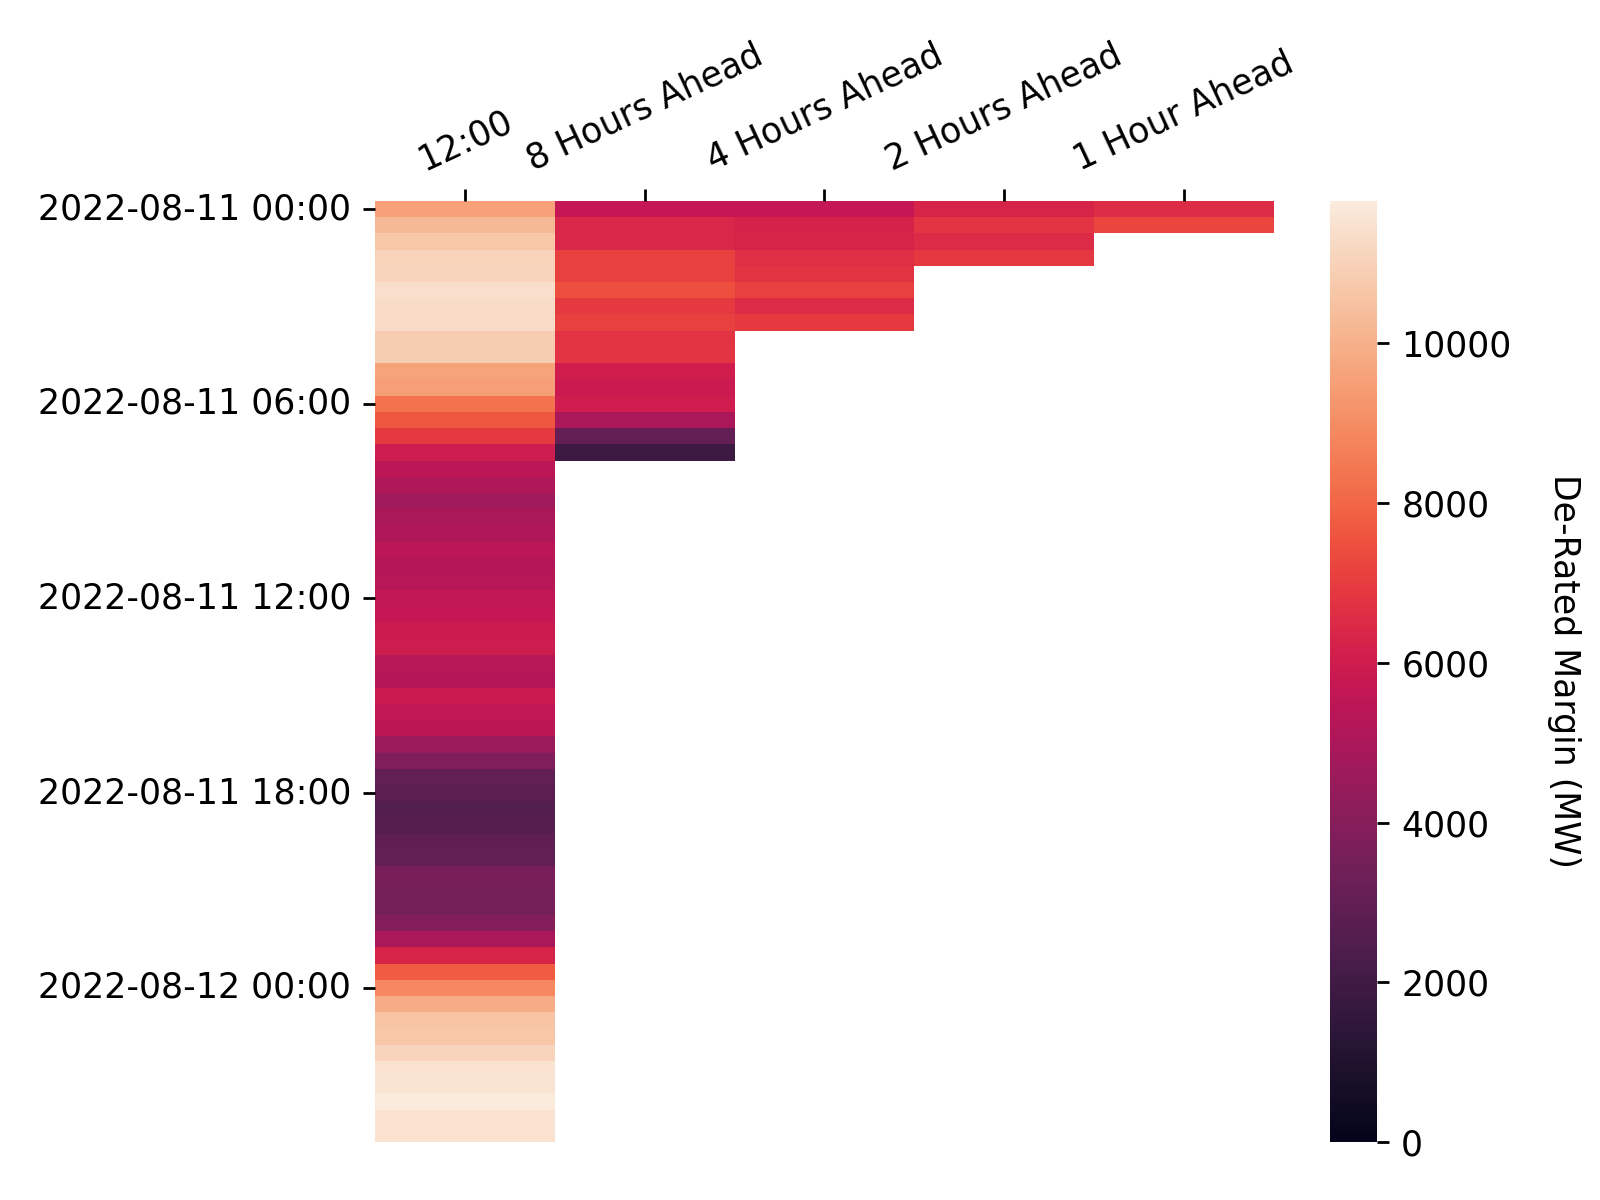 12:00
8 Hours Ahead
4 Hours Ahead
2 Hours Ahead
1 Hour Ahead
2022-08-11 00:00
2022-08-11 06:00
2022-08-11 12:00
2022-08-11 18:00
2022-08-12 00:00
10000
8000
6000
4000
2000
0
De-Rated Margin (MW)